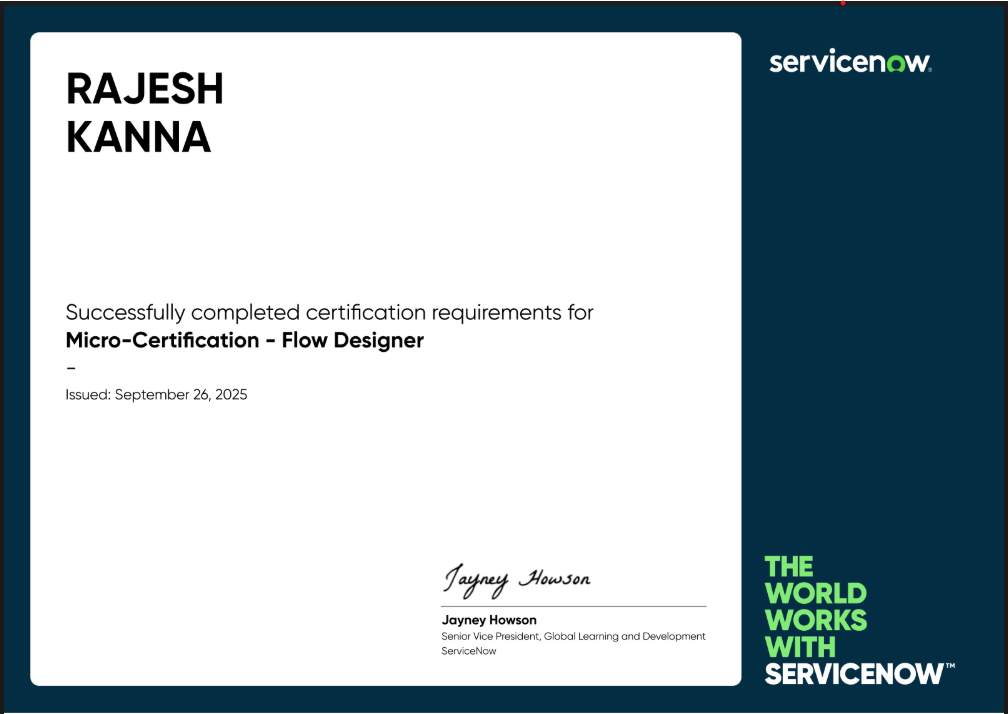 RAJESH
KANNA
Successfully completed certification requirements for
Micro-Certification - Flow Designer
–
Issued: September 26, 2025
Jayney Howson
Jayney Howson
Senior Vice President, Global Learning and Development
ServiceNow
servicenow®
THE
WORLD
WORKS
WITH
SERVICENOW™